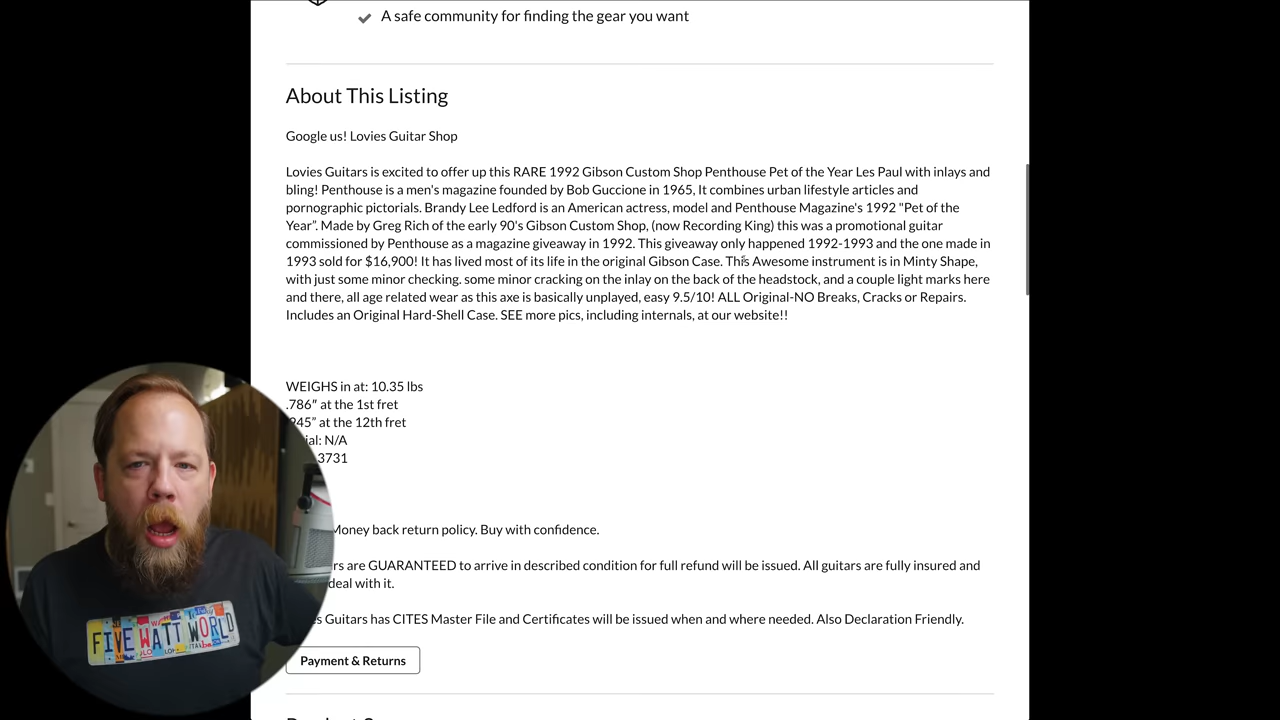 A safe community for finding the gear you want
About This Listing
Google us! Lovies Guitar Shop
Lovies Guitars is excited to offer up this RARE 1992 Gibson Custom Shop Penthouse Pet of the Year Les Paul with inlays and
bling! Penthouse is a men's magazine founded by Bob Guccione in 1965, It combines urban lifestyle articles and
pornographic pictorials. Brandy Lee Ledford is an American actress, model and Penthouse Magazine's 1992 "Pet of the
Year”. Made by Greg Rich of the early 90's Gibson Custom Shop, (now Recording King) this was a promotional guitar
commissioned by Penthouse as a magazine giveaway in 1992. This giveaway only happened 1992-1993 and the one made in
1993 sold for $16,900! It has lived most of its life in the original Gibson Case. This Awesome instrument is in Minty Shape,
with just some minor checking. some minor cracking on the inlay on the back of the headstock, and a couple light marks here
and there, all age related wear as this axe is basically unplayed, easy 9.5/10! ALL Original-NO Breaks, Cracks or Repairs.
Includes an Original Hard-Shell Case. SEE more pics, including internals, at our website!!
WEIGHS in at: 10.35 lbs
.786" at the 1st fret
945” at the 12th fret
ial: N/A
3731
Money back return policy. Buy with confidence.
rs are GUARANTEED to arrive in described condition for full refund will be issued. All guitars are fully insured and
deal with it.
s Guitars has CITES Master File and Certificates will be issued when and where needed. Also Declaration Friendly.
FIVE WATT WORLD
Payment & Returns